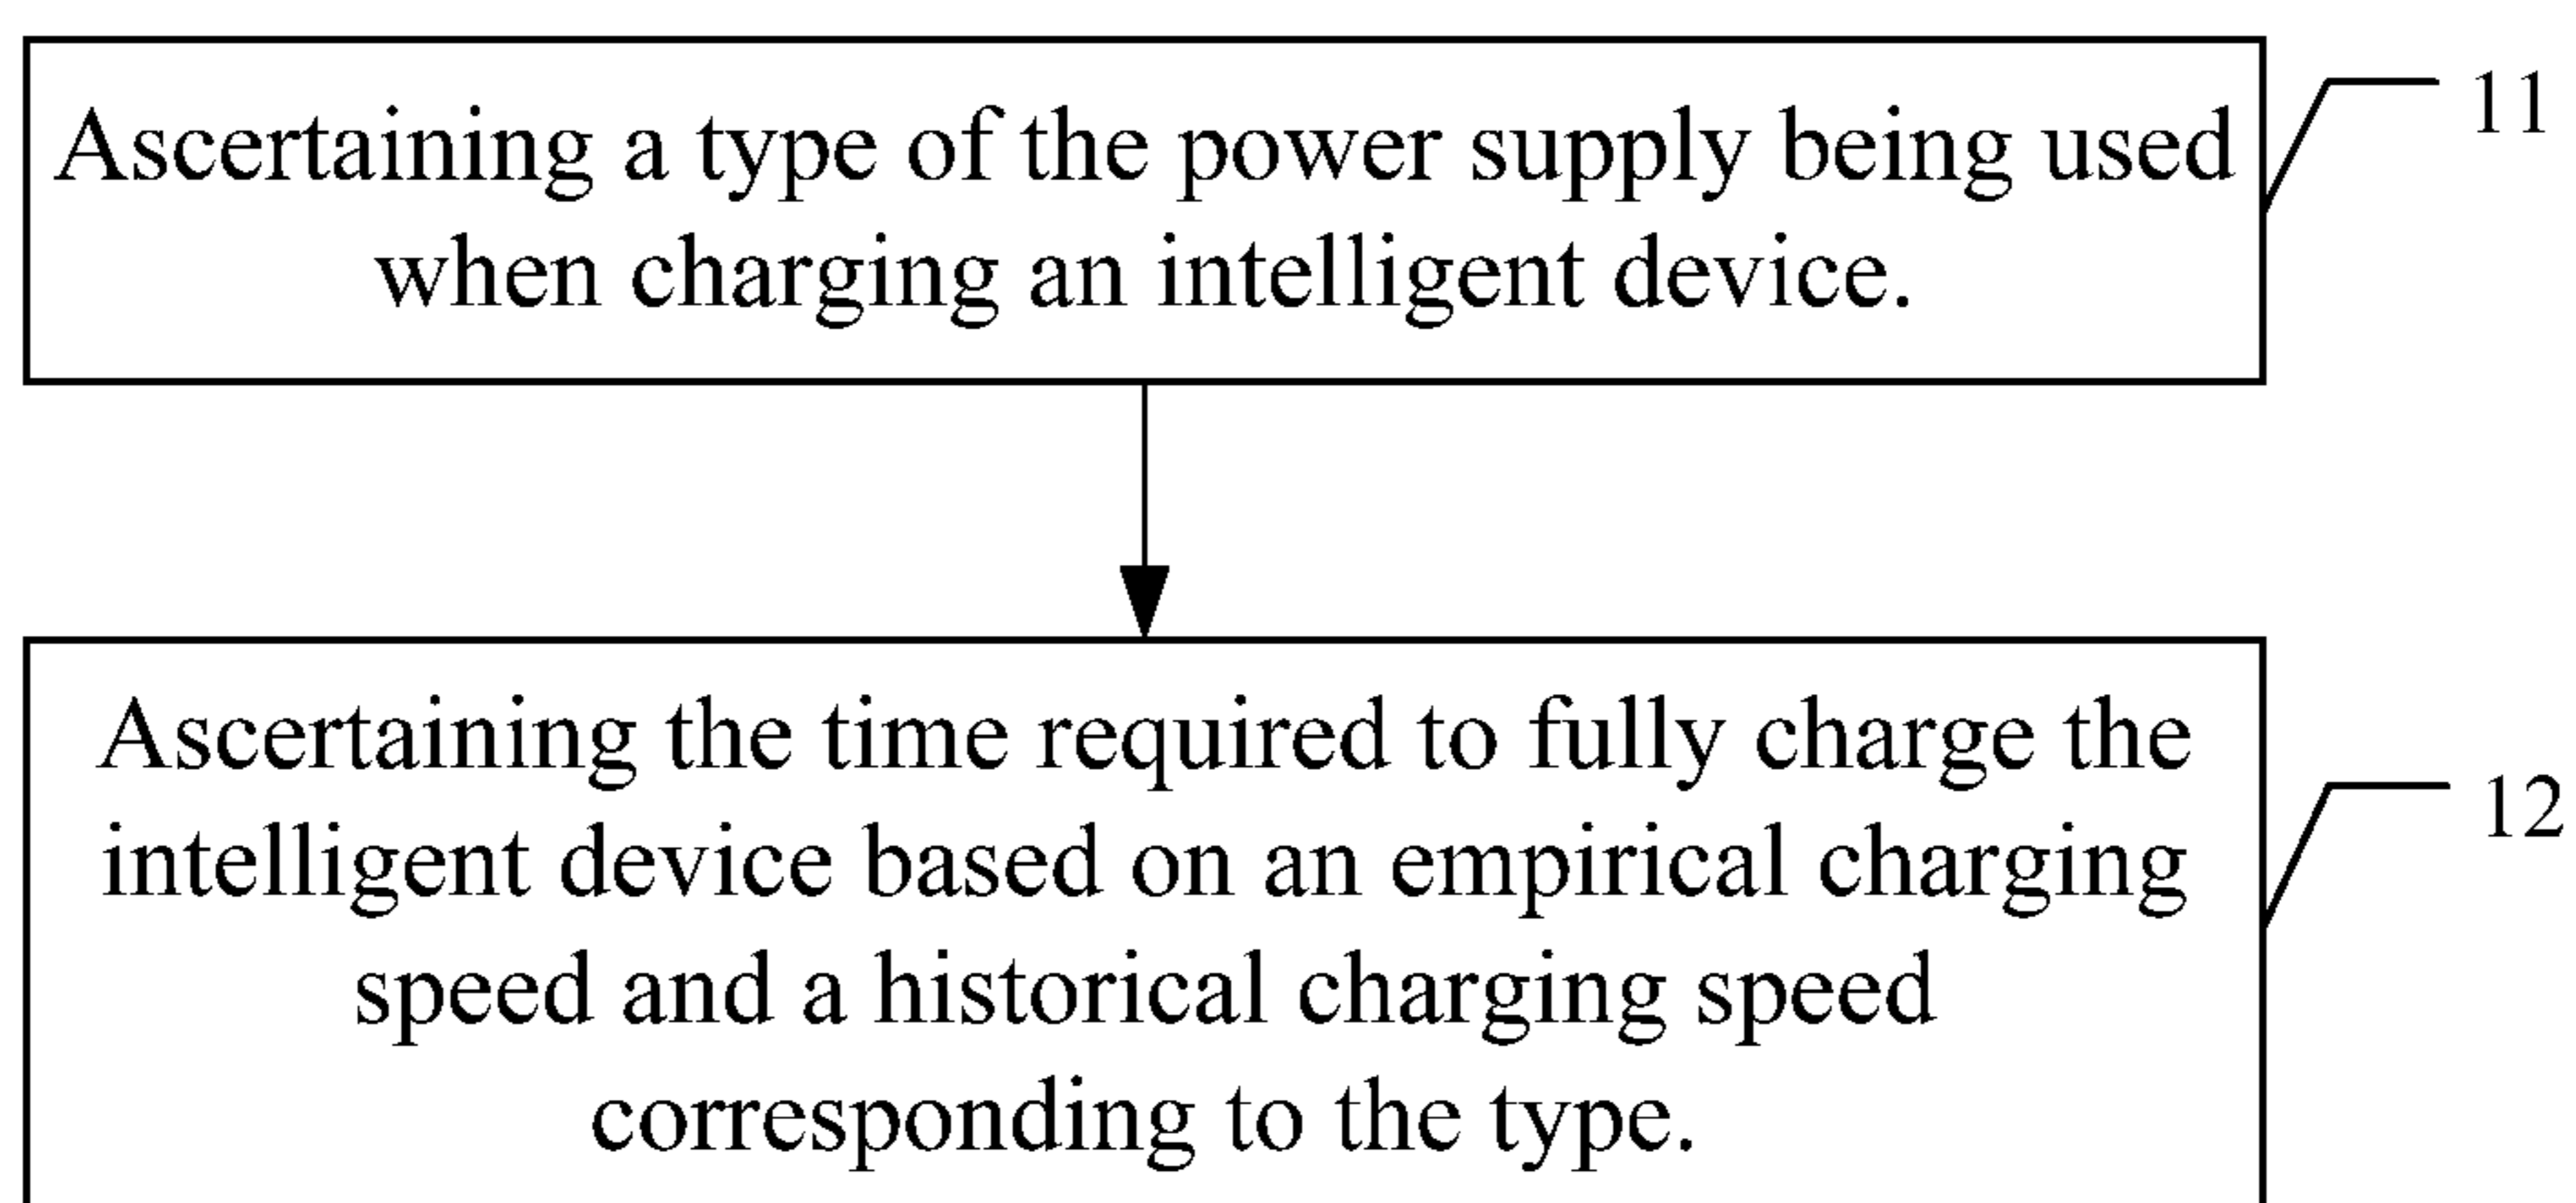 Ascertaining a type of the power supply being used
when charging an intelligent device.
11
Ascertaining the time required to fully charge the
intelligent device based on an empirical charging
speed and a historical charging speed
corresponding to the type.
12